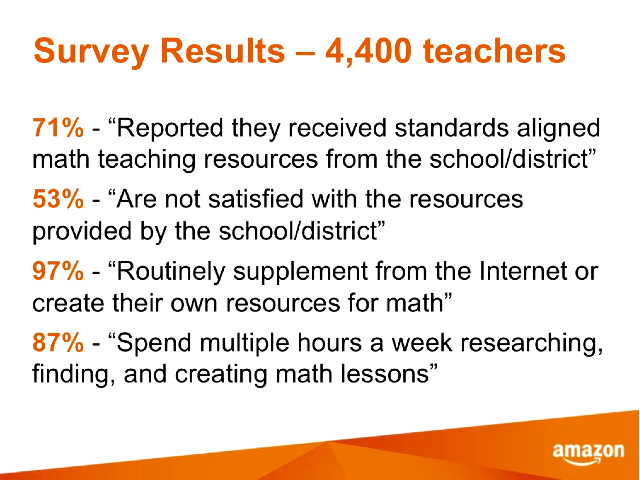 Survey Results – 4,400 teachers
71% - “Reported they received standards aligned
math teaching resources from the school/district”
53% - “Are not satisfied with the resources
provided by the school/district”
97% - “Routinely supplement from the Internet or
create their own resources for math”
87% - “Spend multiple hours a week researching,
finding, and creating math lessons”
amazon